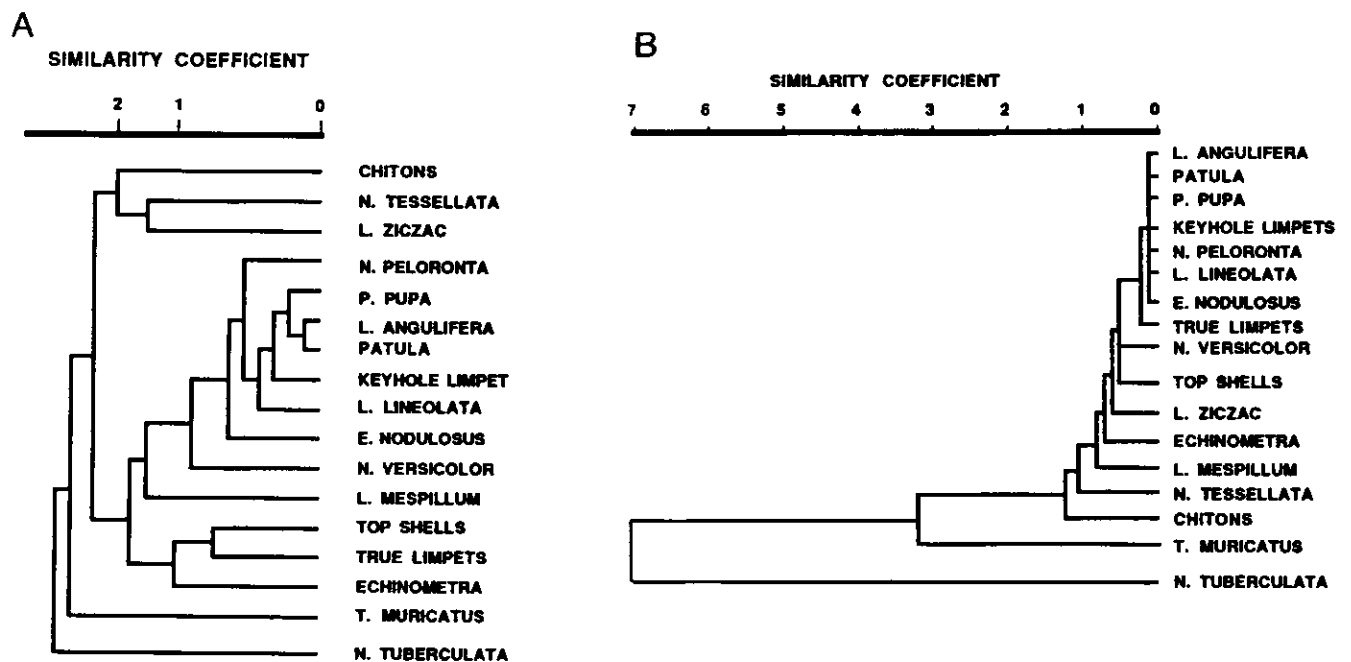 A
SIMILARITY COEFFICIENT
2 1 0
CHITONS
N. TESSELLATA
L. ZICZAC
N. PELORONTA
P. PUPA
L. ANGULIFERA
PATULA
KEYHOLE LIMPET
L. LINEOLATA
E. NODULOSUS
N. VERSICOLOR
L. MESPILLUM
TOP SHELLS
TRUE LIMPETS
ECHINOMETRA
T. MURICATUS
N. TUBERCULATA
B
SIMILARITY COEFFICIENT
7 6 5 4 3 2 1 0
L. ANGULIFERA
PATULA
P. PUPA
KEYHOLE LIMPETS
N. PELORONTA
L. LINEOLATA
E. NODULOSUS
TRUE LIMPETS
N. VERSICOLOR
TOP SHELLS
L. ZICZAC
ECHINOMETRA
L. MESPILLUM
N. TESSELLATA
CHITONS
T. MURICATUS
N. TUBERCULATA